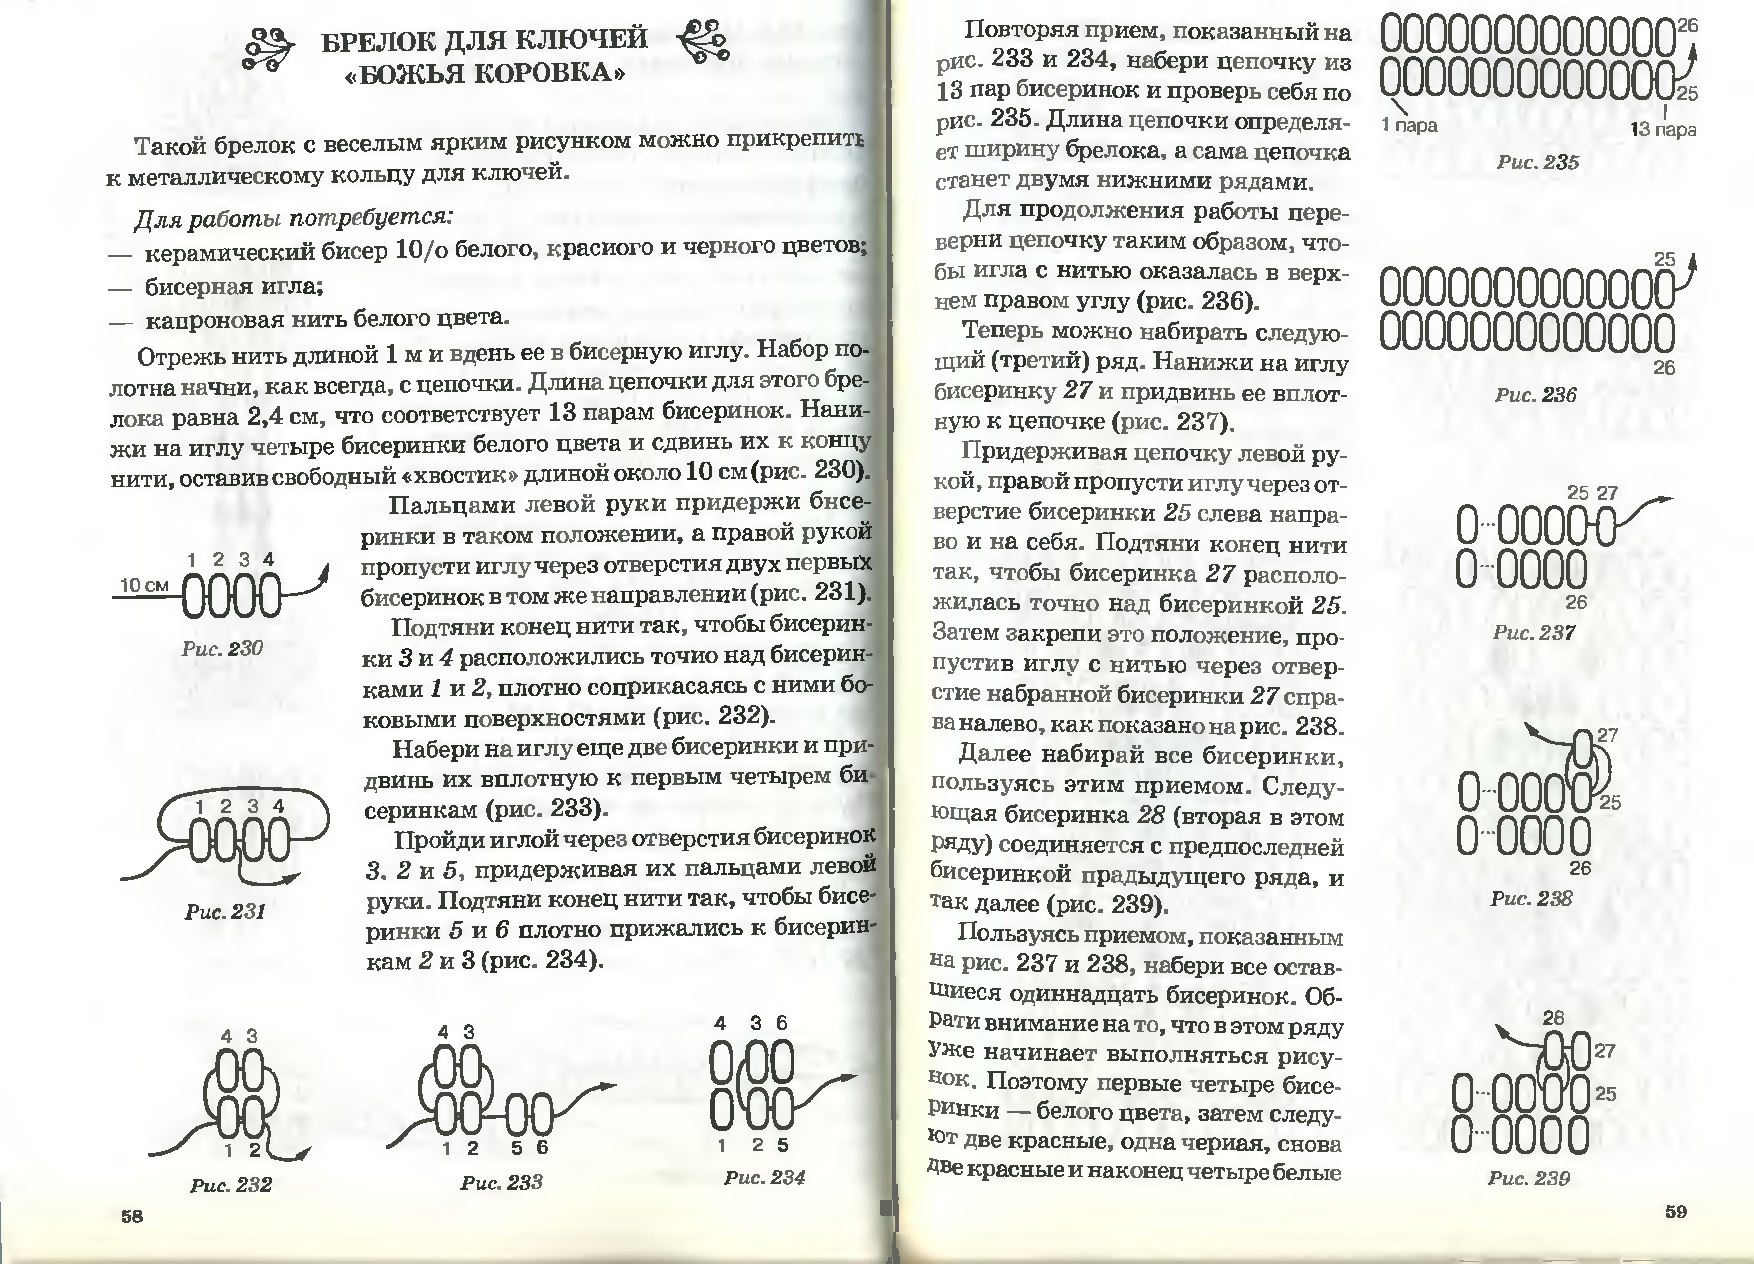 БРЕЛОК ДЛЯ КЛЮЧЕЙ
«БОЖЬЯ КОРОВКА»
Такой брелок с веселым ярким рисунком можно прикрепить
к металлическому кольцу для ключей.
Для работы потребуется:
— керамический бисер 10/о белого, красиого и черного цветов;
— бисерная игла;
— капроновая нить белого цвета.
Отрежь нить длиной 1 м и вдень ее в бисерную иглу. Набор по-
лотна начни, как всегда, с цепочки. Длина цепочки для этого бре-
лока равна 2,4 см, что соответствует 13 парам бисеринок. Нани-
жи на иглу четыре бисеринки белого цвета и сдвинь их к концу
нити, оставив свободный «хвостик» длиной около 10 см (рис. 230).
Пальцами левой руки придержи бнсе-
ринки в таком положении, а правой рукой
пропусти иглу через отверстия двух первых
бисеринок в том же направлении (рис. 231).
Подтяни конец нити так, чтобы бисерин-
ки 3 и 4 расположились точио над бисерин-
ками 1 и 2, плотно соприкасаясь с ними бо-
ковыми поверхностями (рис. 232).
Набери на иглу еще две бисеринки и при-
двинь их вплотную к первым четырем би
серинкам (рис. 233).
Пройди иглой через отверстия бисеринок
3. 2 и 5, придерживая их пальцами левой
руки. Подтяни конец нити так, чтобы бисе-
ринки 5 и 6 плотно прижались к бисерин-
кам 2 и 3 (рис. 234).
1 2 3 4
10 см
Рис. 230
1 2 3 4
Рис. 231
4 3
1 2
Рис. 232
4 3
1 2 5 6
Рис. 233
4 3 6
1 2 5
Рис. 234
58
Повторяя прием, показанный на
рис. 233 и 234, набери цепочку из
13 пар бисеринок и проверь себя по
рис. 235. Длина цепочки определя-
ет ширину брелока, а сама цепочка
станет двумя нижними рядами.
Для продолжения работы пере-
верни цепочку таким образом, что-
бы игла с нитью оказалась в верх-
нем правом углу (рис. 236).
Теперь можно набирать следую-
щий (третий) ряд. Нанижи на иглу
бисеринку 27 и придвинь ее вплот-
ную к цепочке (рис. 237).
Придерживая цепочку левой ру-
кой, правой пропусти иглу через от-
верстие бисеринки 25 слева напра-
во и на себя. Подтяни конец нити
так, чтобы бисеринка 27 располо-
жилась точно над бисеринкой 25.
Затем закрепи это положение, про-
пустив иглу с нитью через отвер-
стие набранной бисеринки 27 спра-
ва налево, как показано на рис. 238.
Далее набирай все бисеринки,
пользуясь этим приемом. Следу-
ющая бисеринка 28 (вторая в этом
ряду) соединяется с предпоследней
бисеринкой прадыдущего ряда, и
так далее (рис. 239).
Пользуясь приемом, показанным
на рис. 237 и 238, набери все остав-
шиеся одиннадцать бисеринок. Об-
рати внимание на то, что в этом ряду
уже начинает выполняться рису-
нок. Поэтому первые четыре бисе-
ринки — белого цвета, затем следу-
ют две красные, одна чериая, снова
две красные и наконец четыре белые
26
25
1 пара
13 пара
Рис. 235
25
26
Рис. 236
25 27
26
Рис. 237
27
25
26
Рис. 238
28
27
25
Рис. 239
59